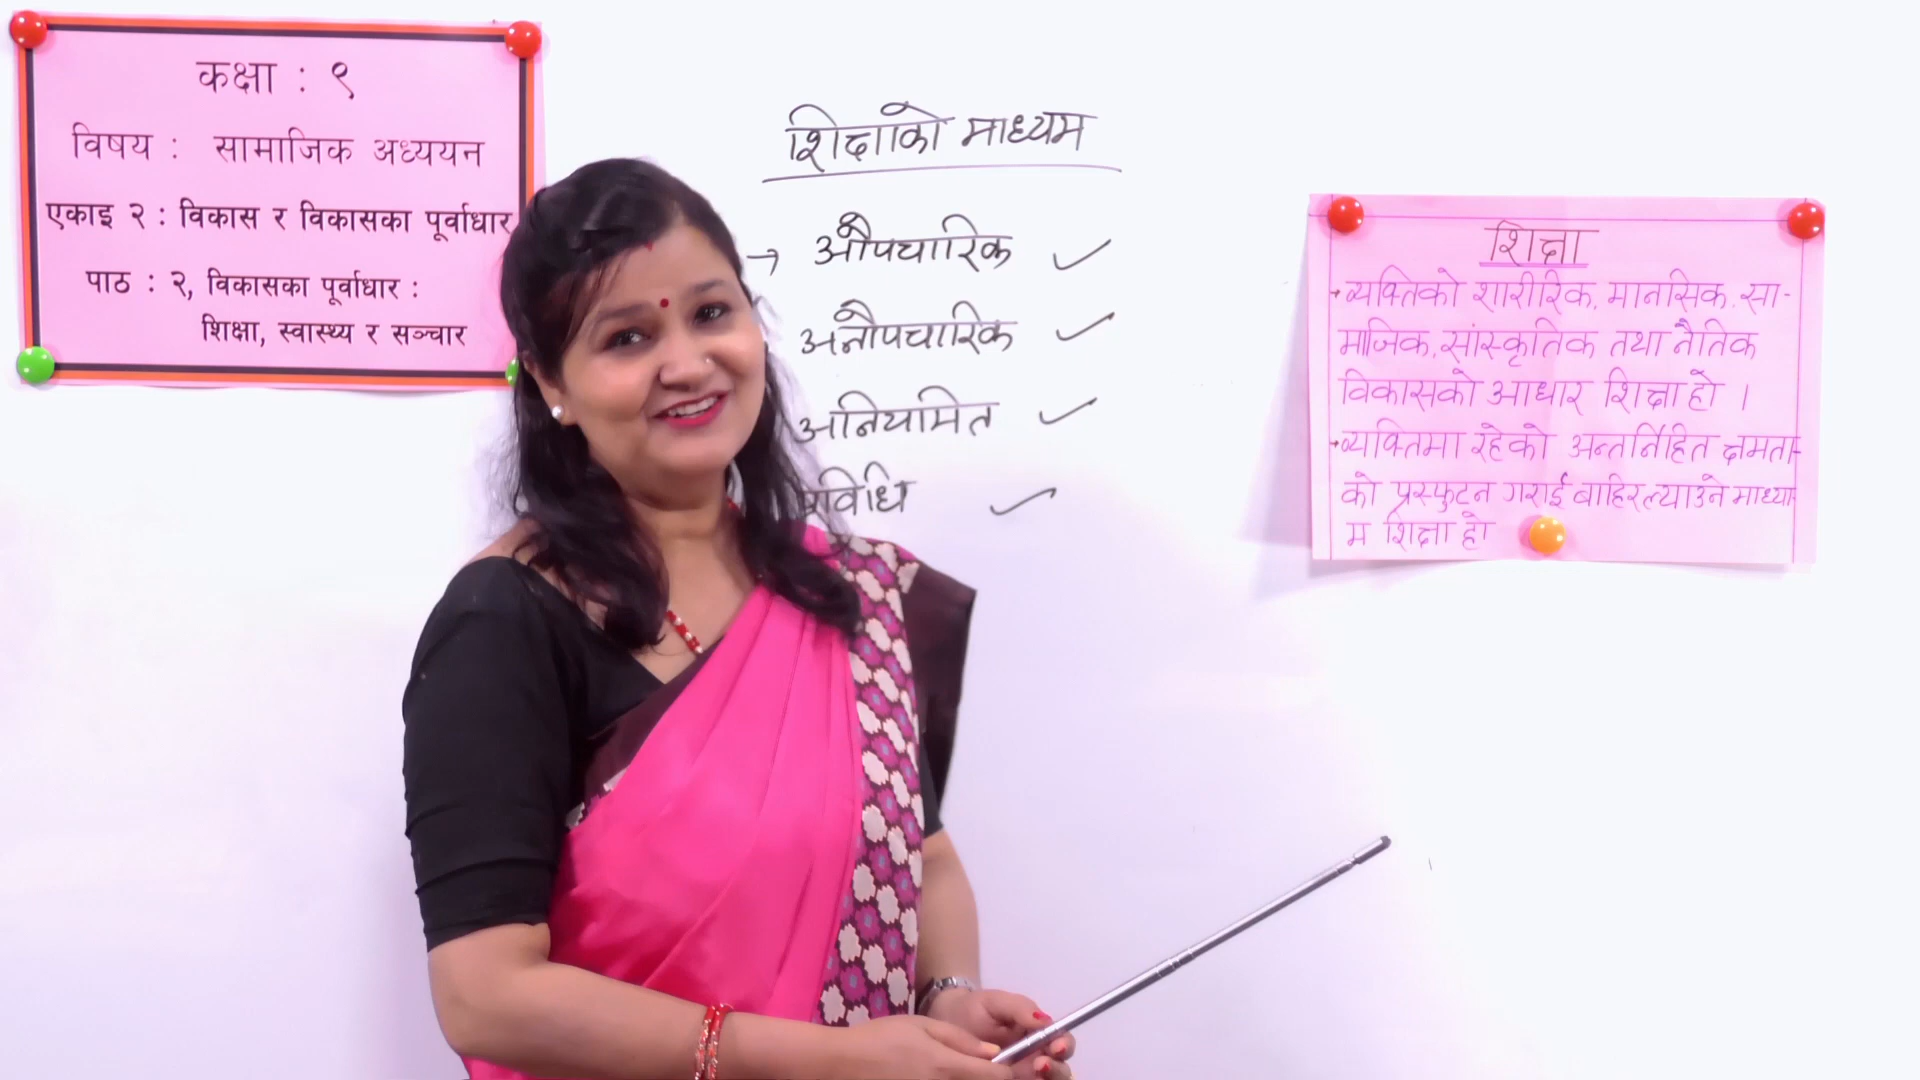 कक्षा : ९
विषय : सामाजिक अध्ययन
एकाइ २ : विकास र विकासका पूर्वाधार
पाठ : २, विकासका पूर्वाधार :
शिक्षा, स्वास्थ्य र सञ्चार
शिक्षाको माध्यम
→ औपचारिक ✓
अनौपचारिक ✓
अनियमित ✓
प्रविधि ✓
शिक्षा
→ व्यक्तिको शारीरिक, मानसिक, सा-
माजिक, सांस्कृतिक तथा नैतिक
विकासको आधार शिक्षा हो ।
→ व्यक्तिमा रहेको अन्तर्निहित क्षमता-
को प्रस्फुटन गराई बाहिर ल्याउने माध्य-
म शिक्षा हो